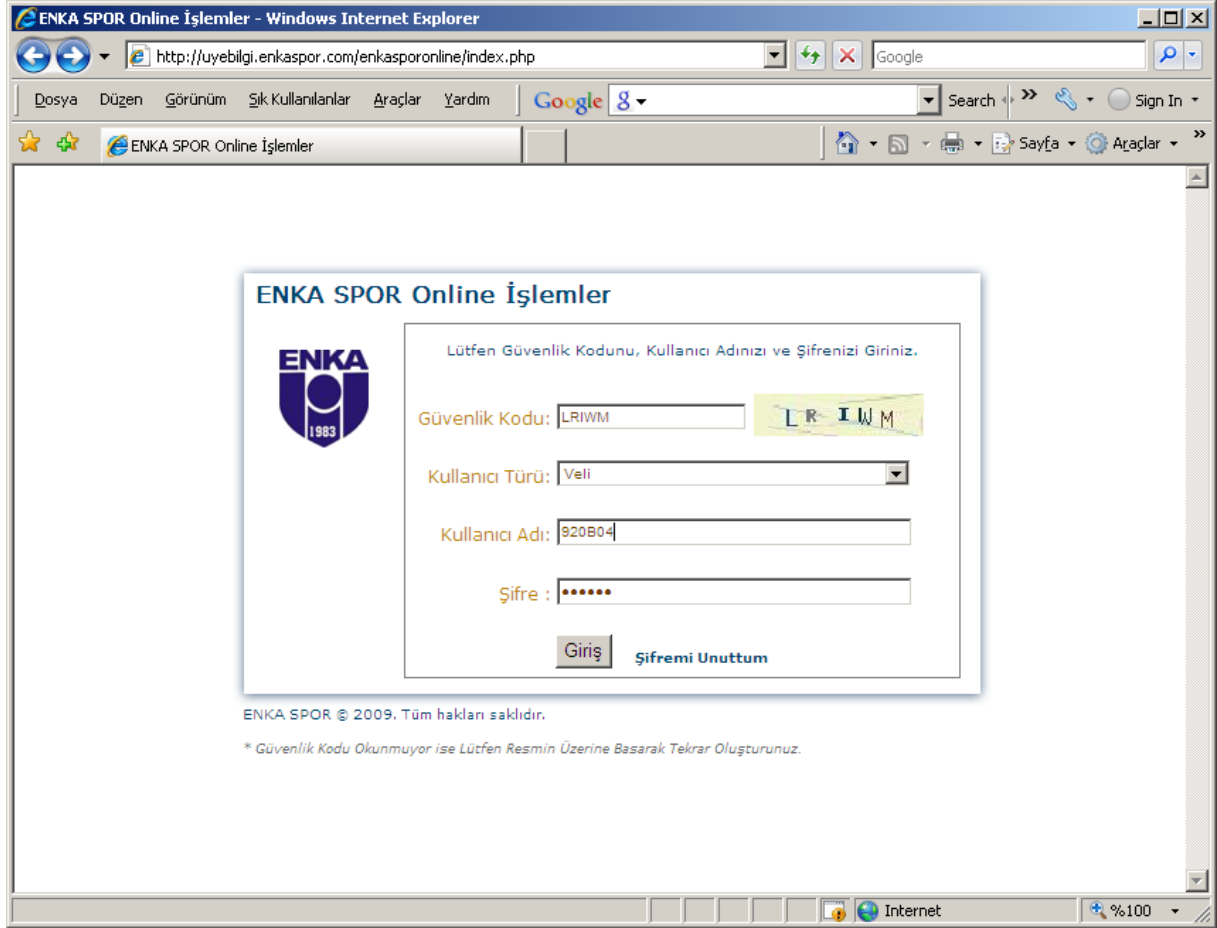 ENKA SPOR Online İşlemler - Windows Internet Explorer
http://uyebilgi.enkaspor.com/enkasporonline/index.php
Google
Dosya Düzen Görünüm Sık Kullanılanlar Araçlar Yardım Google Search Sign In
ENKA SPOR Online İşlemler Sayfa Araçlar
ENKA SPOR Online İşlemler
ENKA
1983
Lütfen Güvenlik Kodunu, Kullanıcı Adınızı ve Şifrenizi Giriniz.
Güvenlik Kodu: LRIWM L R I W M
Kullanıcı Türü: Veli
Kullanıcı Adı: 920B04
Şifre : ••••••
Giriş Şifremi Unuttum
ENKA SPOR © 2009. Tüm hakları saklıdır.
* Güvenlik Kodu Okunmuyor ise Lütfen Resmin Üzerine Basarak Tekrar Oluşturunuz.
Internet %100